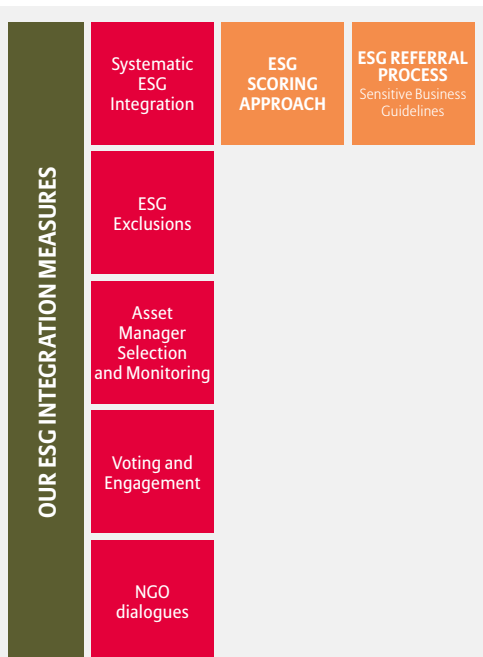 OUR ESG INTEGRATION MEASURES
Systematic
ESG
Integration
ESG
SCORING
APPROACH
ESG REFERRAL
PROCESS
Sensitive Business
Guidelines
ESG
Exclusions
Asset
Manager
Selection
and Monitoring
Voting and
Engagement
NGO
dialogues